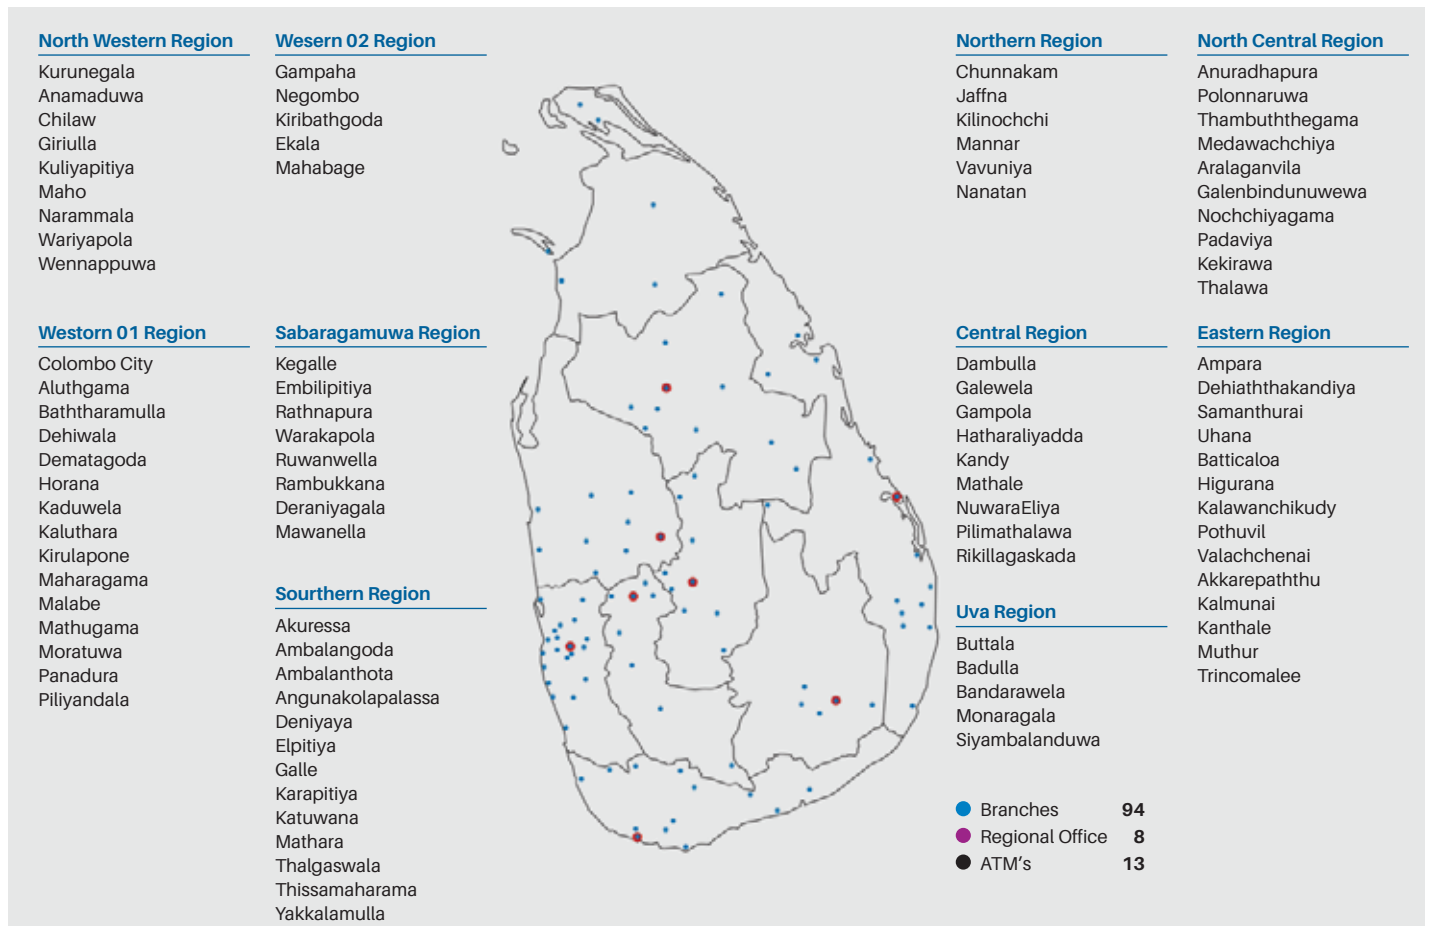 North Western Region
Kurunegala
Anamaduwa
Chilaw
Giriulla
Kuliyapitiya
Maho
Narammala
Wariyapola
Wennappuwa
Wesern 02 Region
Gampaha
Negombo
Kiribathgoda
Ekala
Mahabage
Westorn 01 Region
Colombo City
Aluthgama
Baththaramulla
Dehiwala
Dematagoda
Horana
Kaduwela
Kaluthara
Kirulapone
Maharagama
Malabe
Mathugama
Moratuwa
Panadura
Piliyandala
Sabaragamuwa Region
Kegalle
Embilipitiya
Rathnapura
Warakapola
Ruwanwella
Rambukkana
Deraniyagala
Mawanella
Sourthern Region
Akuressa
Ambalangoda
Ambalanthota
Angunakolapalassa
Deniyaya
Elpitiya
Galle
Karapitiya
Katuwana
Mathara
Thalgaswala
Thissamaharama
Yakkalamulla
Northern Region
Chunnakam
Jaffna
Kilinochchi
Mannar
Vavuniya
Nanatan
North Central Region
Anuradhapura
Polonnaruwa
Thambuththegama
Medawachchiya
Aralaganvila
Galenbindunuwewa
Nochchiyagama
Padaviya
Kekirawa
Thalawa
Central Region
Dambulla
Galewela
Gampola
Hatharaliyadda
Kandy
Mathale
NuwaraEliya
Pilimathalawa
Rikillagaskada
Uva Region
Buttala
Badulla
Bandarawela
Monaragala
Siyambalanduwa
Eastern Region
Ampara
Dehiaththakandiya
Samanthurai
Uhana
Batticaloa
Higurana
Kalawanchikudy
Pothuvil
Valachchenai
Akkarepaththu
Kalmunai
Kanthale
Muthur
Trincomalee
Branches 94
Regional Office 8
ATM's 13